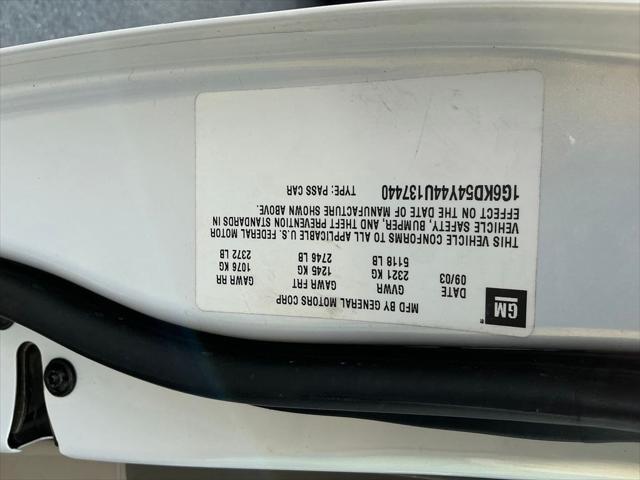 GM
MFD BY GENERAL MOTORS CORP
DATE GVWR GAWR FRT GAWR RR
09/03 2321 KG 1245 KG 1076 KG
5118 LB 2746 LB 2372 LB
THIS VEHICLE CONFORMS TO ALL APPLICABLE U.S. FEDERAL MOTOR
VEHICLE SAFETY, BUMPER, AND THEFT PREVENTION STANDARDS IN
EFFECT ON THE DATE OF MANUFACTURE SHOWN ABOVE.
1G6KD54Y44U137440 TYPE: PASS CAR